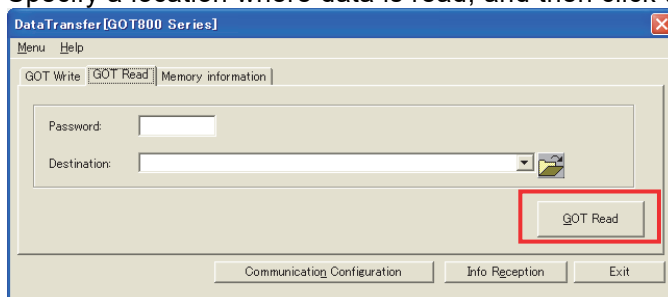 Specify a location where data is read, and then click
DataTransfer[GOT800 Series]
Menu Help
GOT Write GOT Read Memory information
Password:
Destination:
GOT Read
Communication Configuration Info Reception Exit